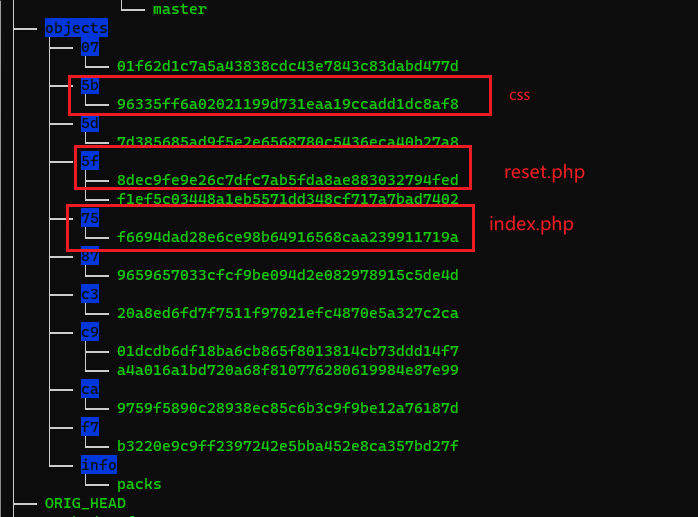 master
objects
07
01f62d1c7a5a43838cdc43e7843c83dabd477d
5b
96335ff6a02021199d731eaa19ccadd1dc8af8
css
5d
7d385685ad9f5e2e6568780c5436eca40b27a8
5f
8dec9fe9e26c7dfc7ab5fda8ae883032794fed
reset.php
f1ef5c03448a1eb5571dd348cf717a7bad7402
75
f6694dad28e6ce98b64916568caa239911719a
index.php
87
9659657033cfcf9be094d2e082978915c5de4d
c3
20a8ed6fd7f7511f97021efc4870e5a327c2ca
c9
01dcdb6df18ba6cb865f8013814cb73ddd14f7
a4a016a1bd720a68f810776280619984e87e99
ca
9759f5890c28938ec85c6b3c9f9be12a76187d
f7
b3220e9c9ff2397242e5bba452e8ca357bd27f
info
packs
ORIG_HEAD